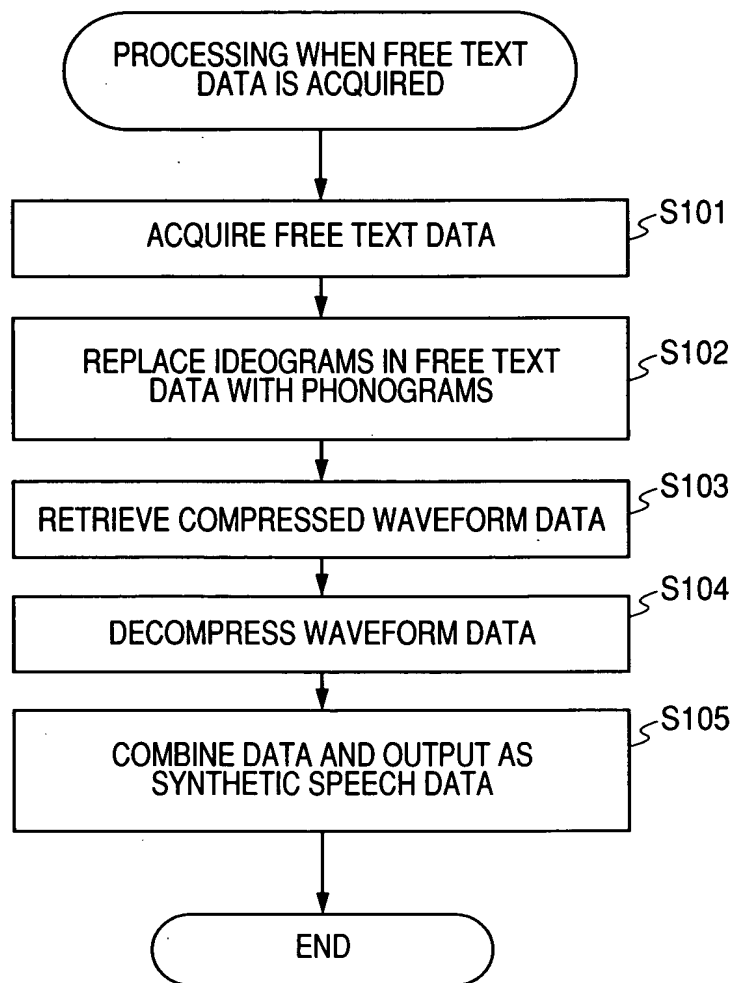 PROCESSING WHEN FREE TEXT
DATA IS ACQUIRED
ACQUIRE FREE TEXT DATA
S101
REPLACE IDEOGRAMS IN FREE TEXT
DATA WITH PHONOGRAMS
S102
RETRIEVE COMPRESSED WAVEFORM DATA
S103
DECOMPRESS WAVEFORM DATA
S104
COMBINE DATA AND OUTPUT AS
SYNTHETIC SPEECH DATA
S105
END